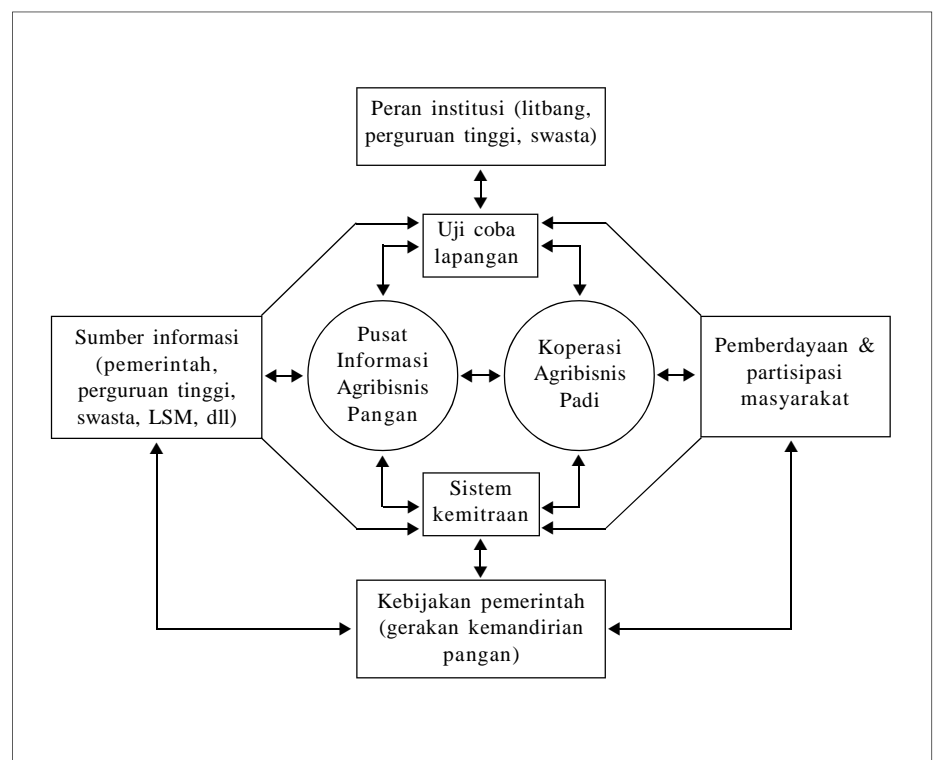 Peran institusi (litbang,
perguruan tinggi, swasta)
Uji coba
lapangan
Sumber informasi
(pemerintah,
perguruan tinggi,
swasta, LSM, dll)
Pusat
Informasi
Agribisnis
Pangan
Koperasi
Agribisnis
Padi
Pemberdayaan &
partisipasi
masyarakat
Sistem
kemitraan
Kebijakan pemerintah
(gerakan kemandirian
pangan)